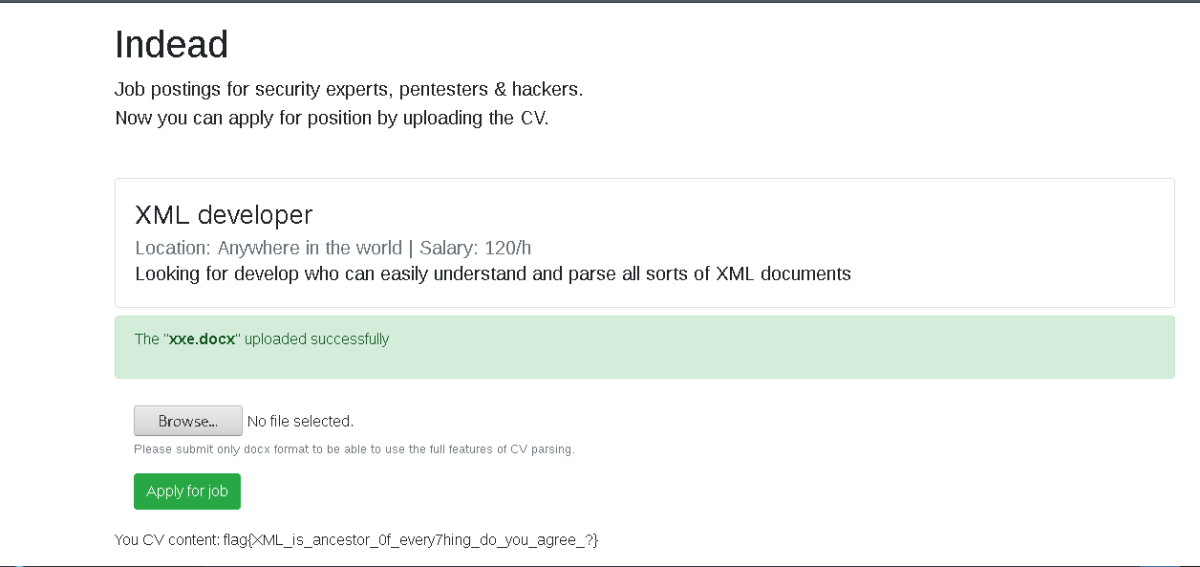 Indead
Job postings for security experts, pentesters & hackers.
Now you can apply for position by uploading the CV.
XML developer
Location: Anywhere in the world | Salary: 120/h
Looking for develop who can easily understand and parse all sorts of XML documents
The "xxe.docx" uploaded successfully
Browse... No file selected.
Please submit only docx format to be able to use the full features of CV parsing.
Apply for job
You CV content: flag{XML_is_ancestor_0f_every7hing_do_you_agree_?}